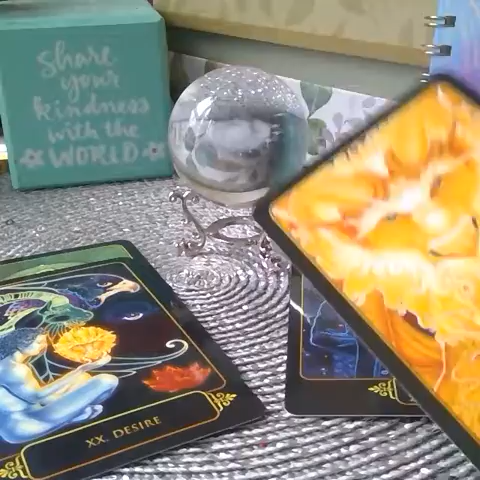 share
your
kindness
with the
WORLD
XX. DESIRE